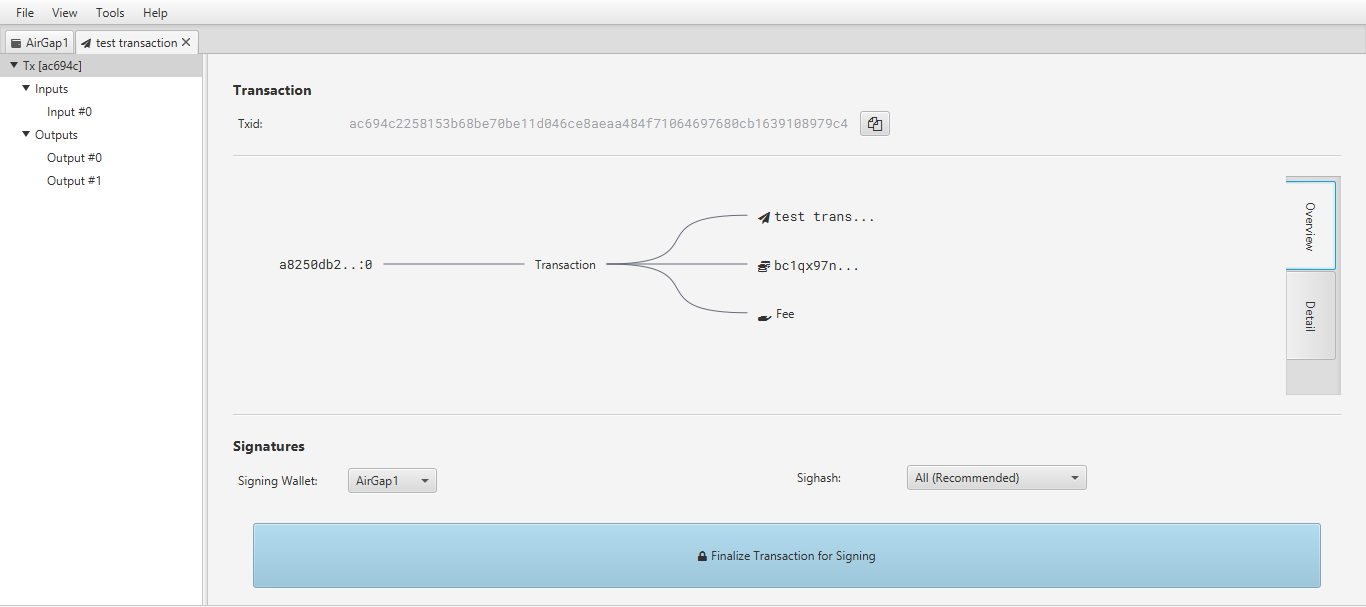 File View Tools Help
AirGap1 test transaction
Tx [ac694c]
Inputs
Input #0
Outputs
Output #0
Output #1
Transaction
Txid: ac694c2258153b68be70be11d046ce8aeaa484f71064697680cb1639108979c4
test trans...
a8250db2..:0 Transaction bc1qx97n...
Fee
Overview
Detail
Signatures
Signing Wallet: AirGap1 Sighash: All (Recommended)
Finalize Transaction for Signing